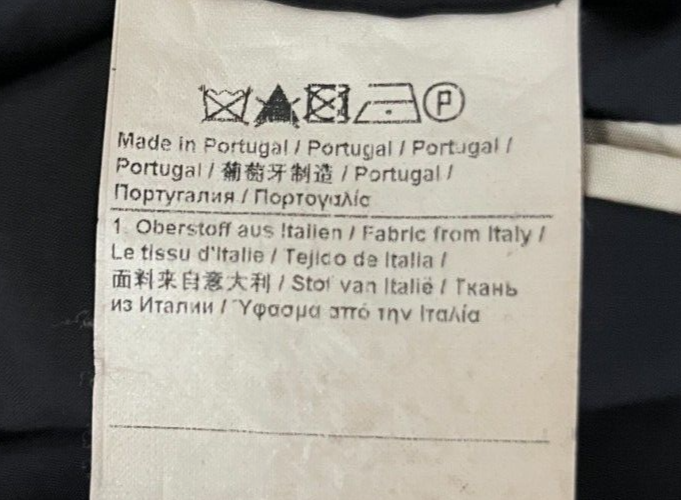 P
Made in Portugal / Portugal / Portugal /
Portugal / 葡萄牙制造 / Portugal /
Португалия / Πορτογαλίς
1. Oberstoff aus Italien / Fabric from Italy /
Le tissu d'Italie / Tejido de Italia /
面料来自意大利 / Stof van Italië / Ткань
из Италии / Ύφασμα από την Ιταλία